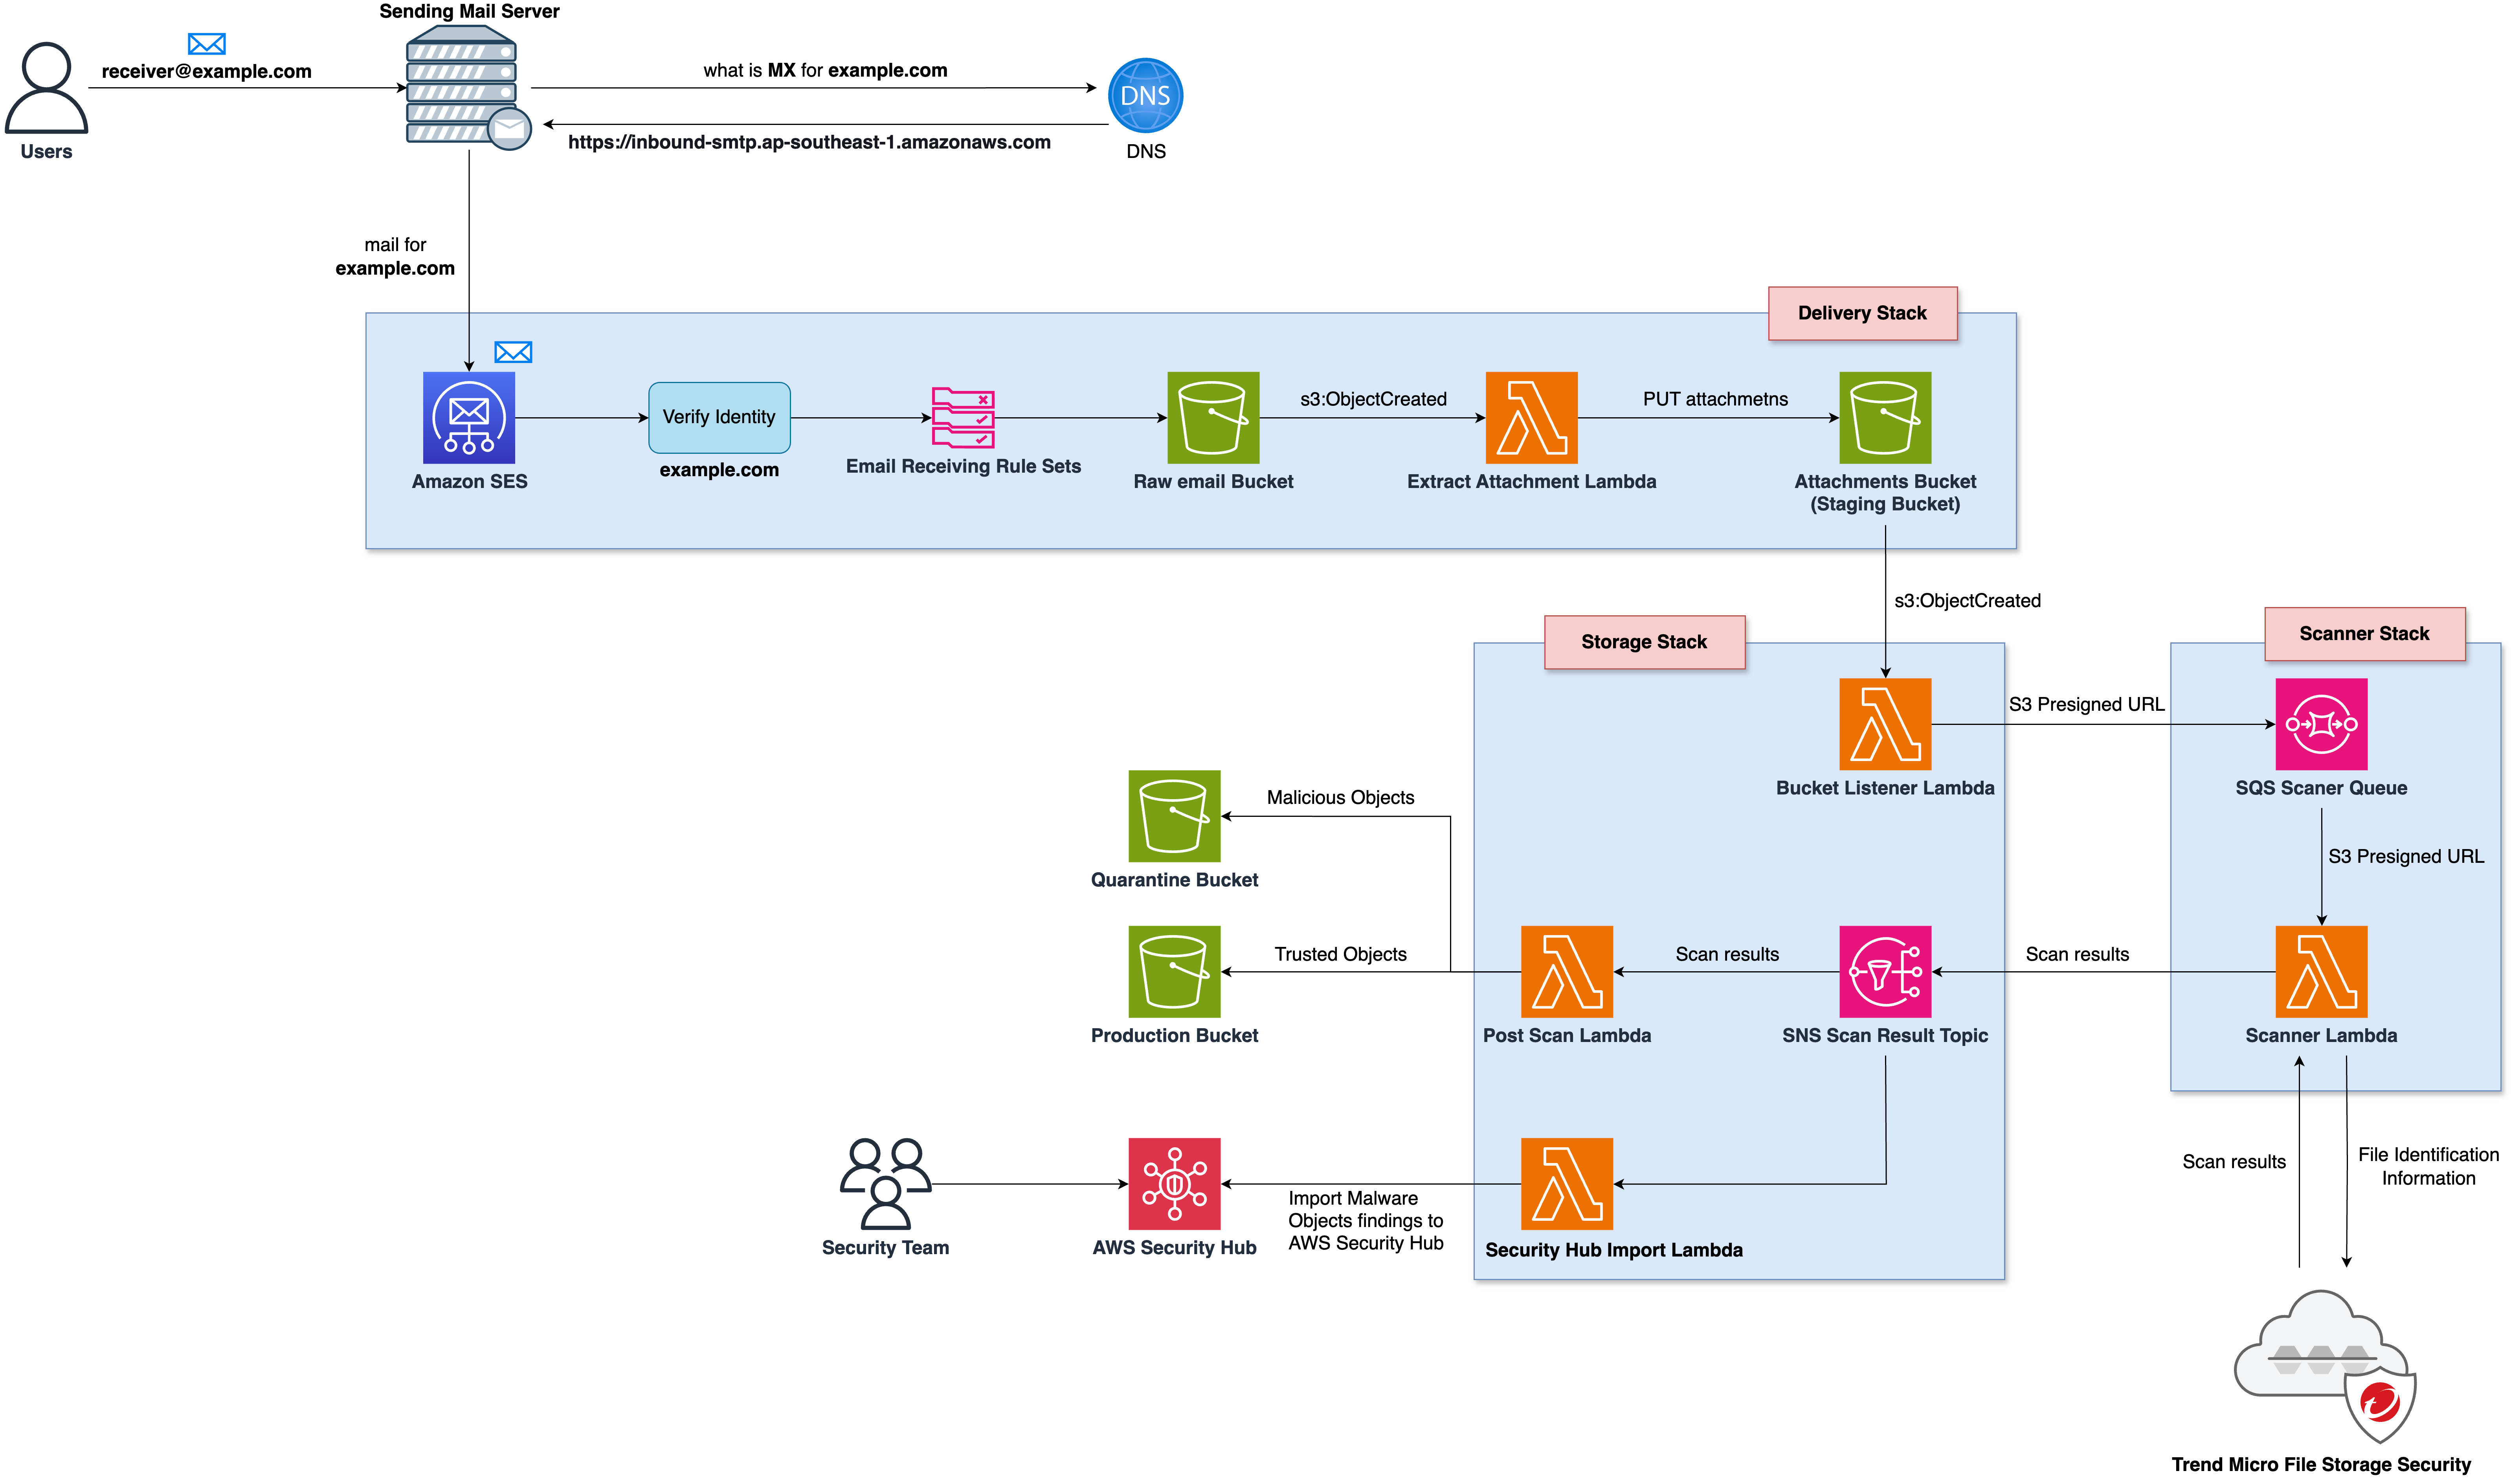 Sending Mail Server
receiver@example.com
Users
what is MX for example.com
https://inbound-smtp.ap-southeast-1.amazonaws.com
DNS
DNS
mail for
example.com
Delivery Stack
Amazon SES
Verify Identity
example.com
Email Receiving Rule Sets
Raw email Bucket
s3:ObjectCreated
Extract Attachment Lambda
PUT attachmetns
Attachments Bucket
(Staging Bucket)
s3:ObjectCreated
Storage Stack
Scanner Stack
Bucket Listener Lambda
S3 Presigned URL
SQS Scaner Queue
S3 Presigned URL
Malicious Objects
Quarantine Bucket
Trusted Objects
Production Bucket
Post Scan Lambda
Scan results
SNS Scan Result Topic
Scan results
Scanner Lambda
Security Team
AWS Security Hub
Import Malware
Objects findings to
AWS Security Hub
Security Hub Import Lambda
Scan results
File Identification
Information
Trend Micro File Storage Security